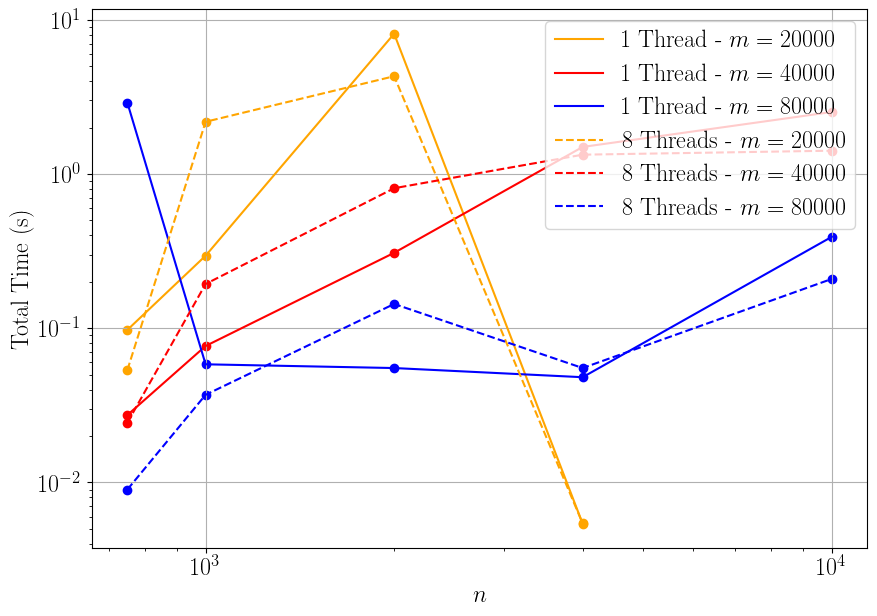 10^1
10^0
10^{-1}
10^{-2}
Total Time (s)
1 Thread - m = 20000
1 Thread - m = 40000
1 Thread - m = 80000
8 Threads - m = 20000
8 Threads - m = 40000
8 Threads - m = 80000
10^3
10^4
n